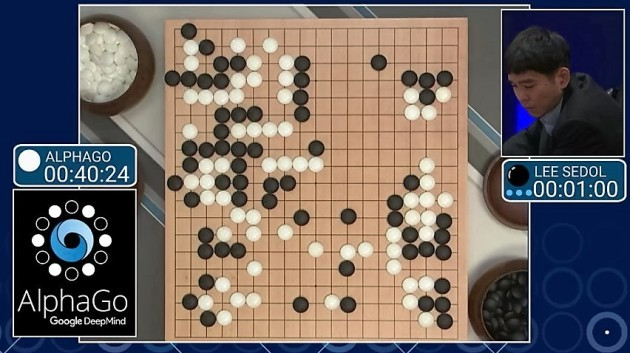 ALPHAGO
00:40:24
LEE SEDOL
00:01:00
AlphaGo
Google DeepMind